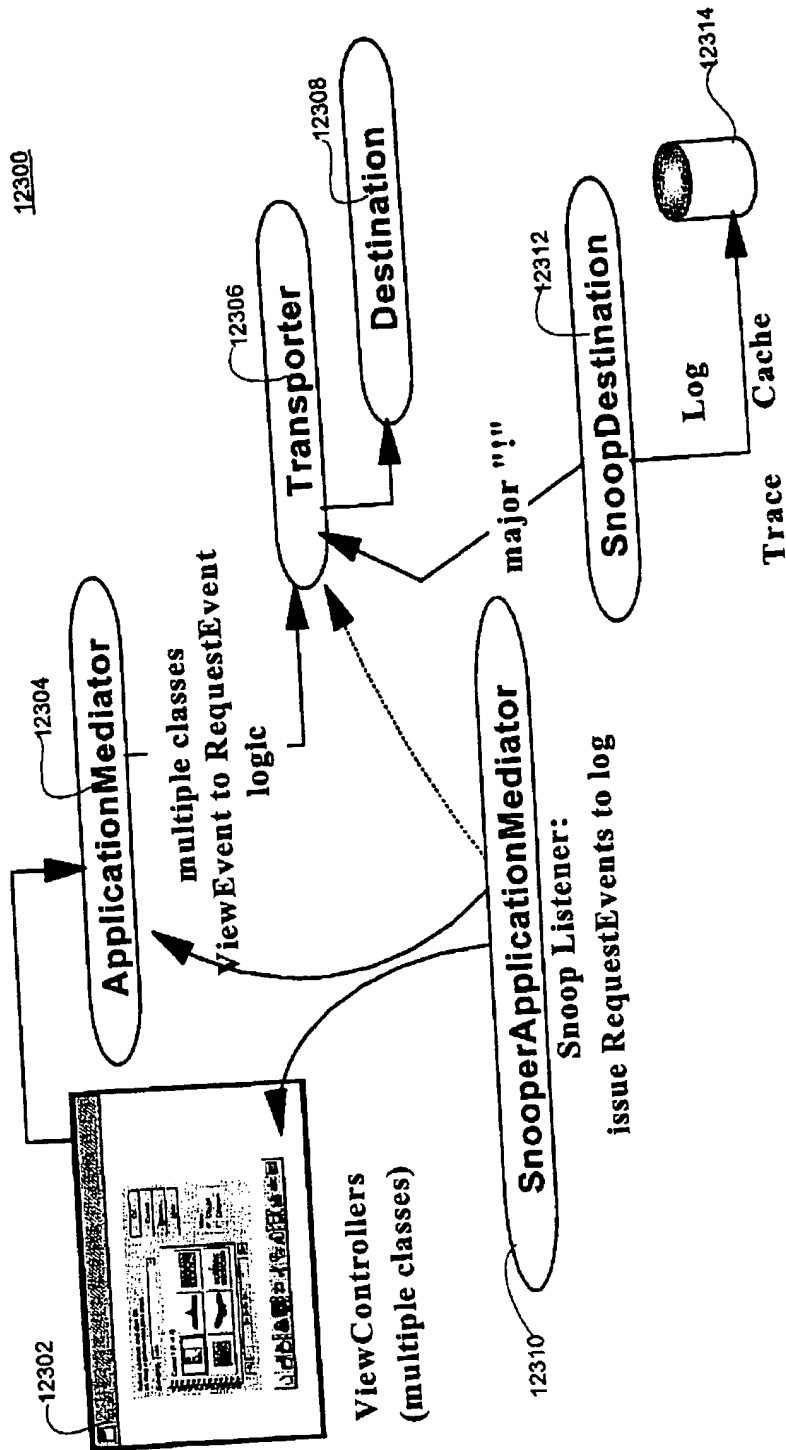 12300
12302
ViewControllers
(multiple classes)
12304
ApplicationMediator
multiple classes
ViewEvent to RequestEvent
logic
12306
Transporter
12308
Destination
12310
SnooperApplicationMediator
Snoop Listener:
issue RequestEvents to log
major "!"
12312
SnoopDestination
Log
Trace Cache
12314